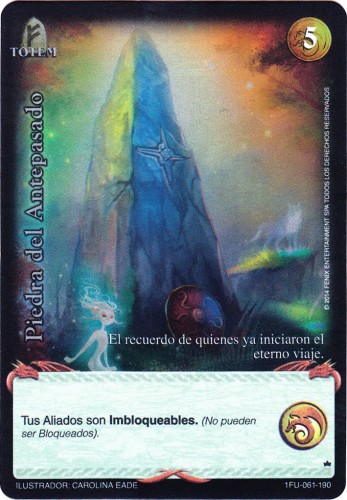 TÓTEM
5
Piedra del Antepasado
© 2014 FENIX ENTERTAINMENT SPA TODOS LOS DERECHOS RESERVADOS
El recuerdo de quienes ya iniciaron el
eterno viaje.
Tus Aliados son Imbloqueables. (No pueden
ser Bloqueados).
ILUSTRADOR: CAROLINA EADE
1FU-061-190